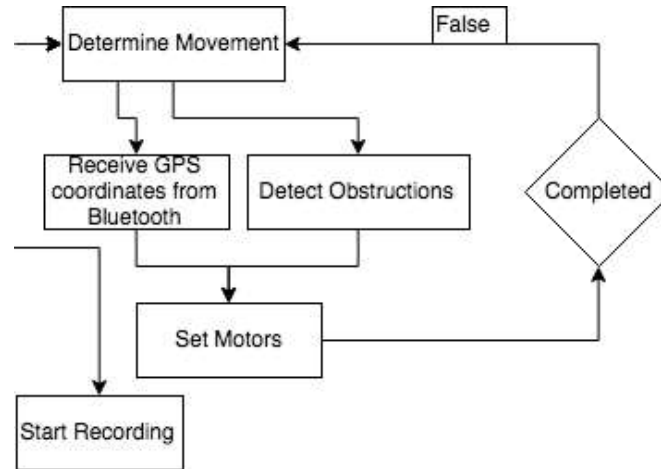 False
Determine Movement
Receive GPS
coordinates from
Bluetooth
Detect Obstructions
Completed
Set Motors
Start Recording